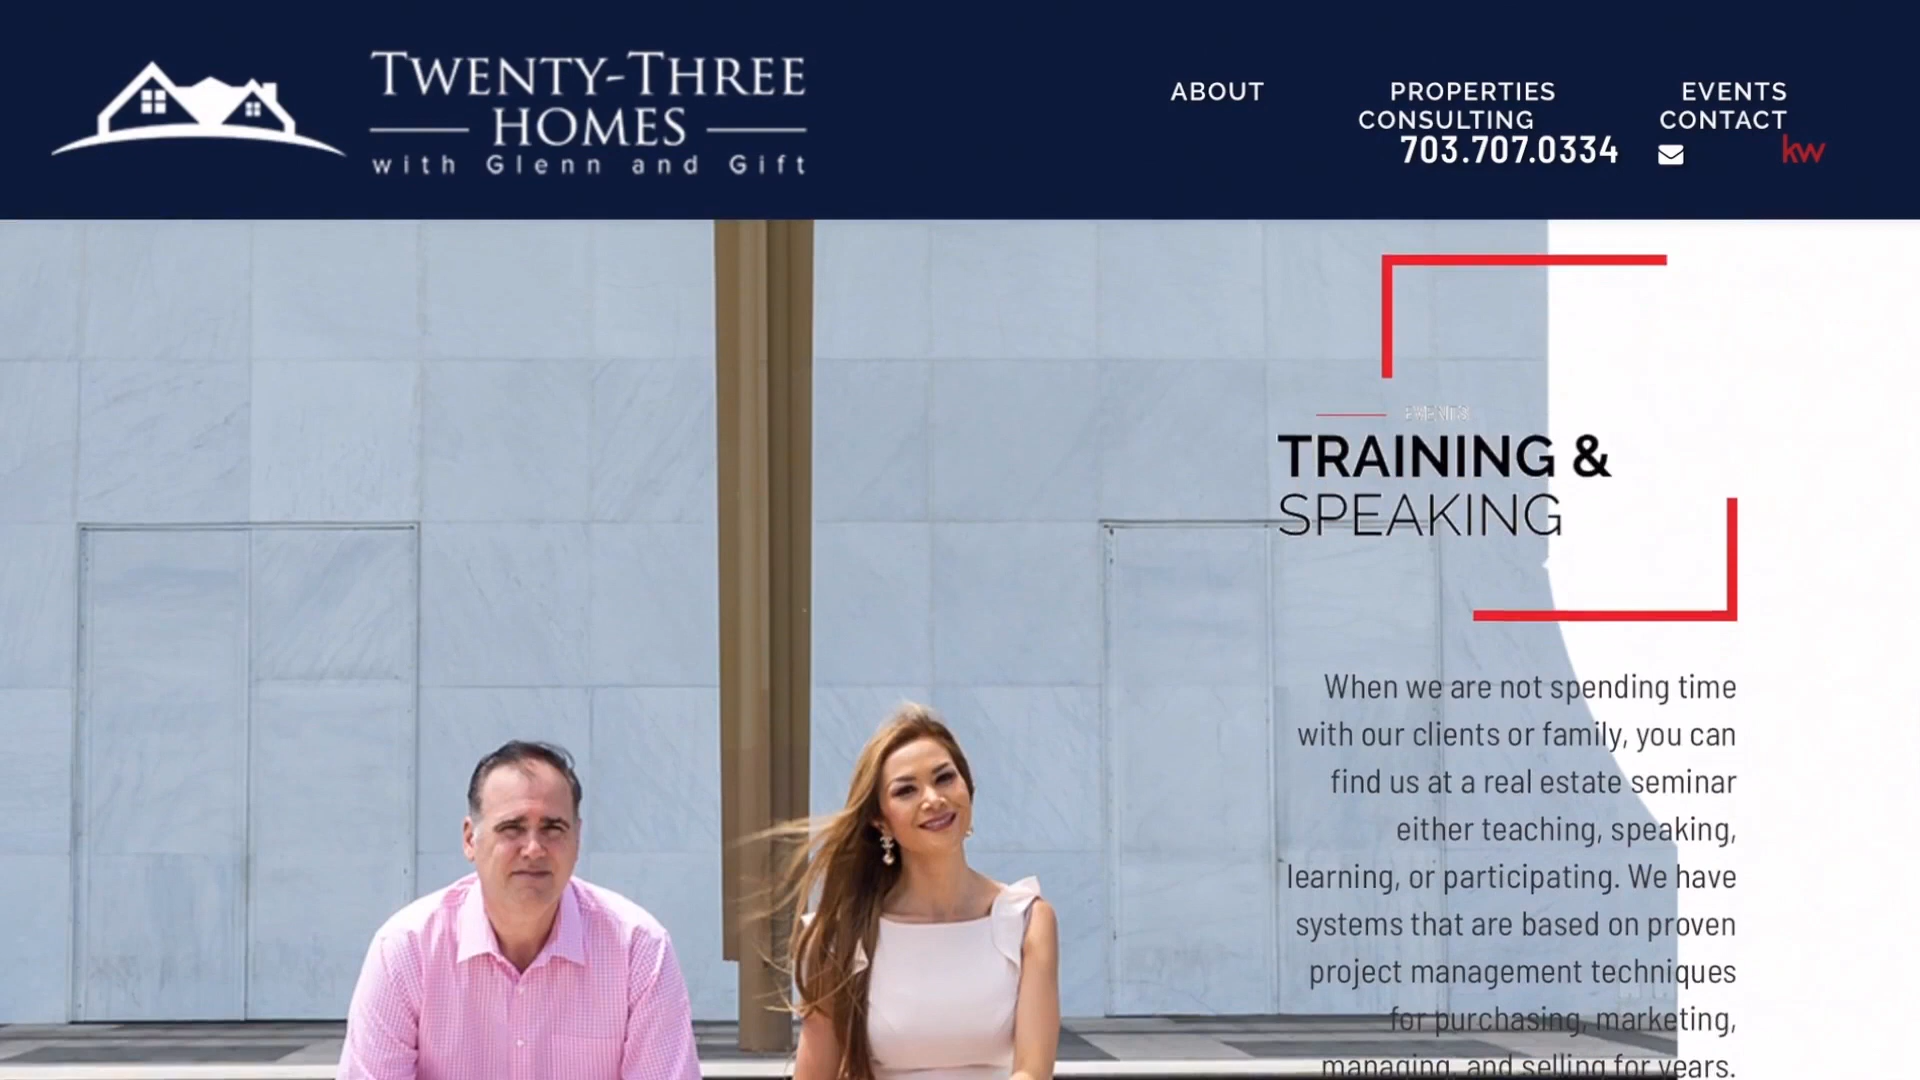 TWENTY-THREE
HOMES
with Glenn and Gift
ABOUT PROPERTIES EVENTS
CONSULTING CONTACT
703.707.0334
kw
EVENTS
TRAINING &
SPEAKING
When we are not spending time
with our clients or family, you can
find us at a real estate seminar
either teaching, speaking,
learning, or participating. We have
systems that are based on proven
project management techniques
for purchasing, marketing,
managing, and selling for years.